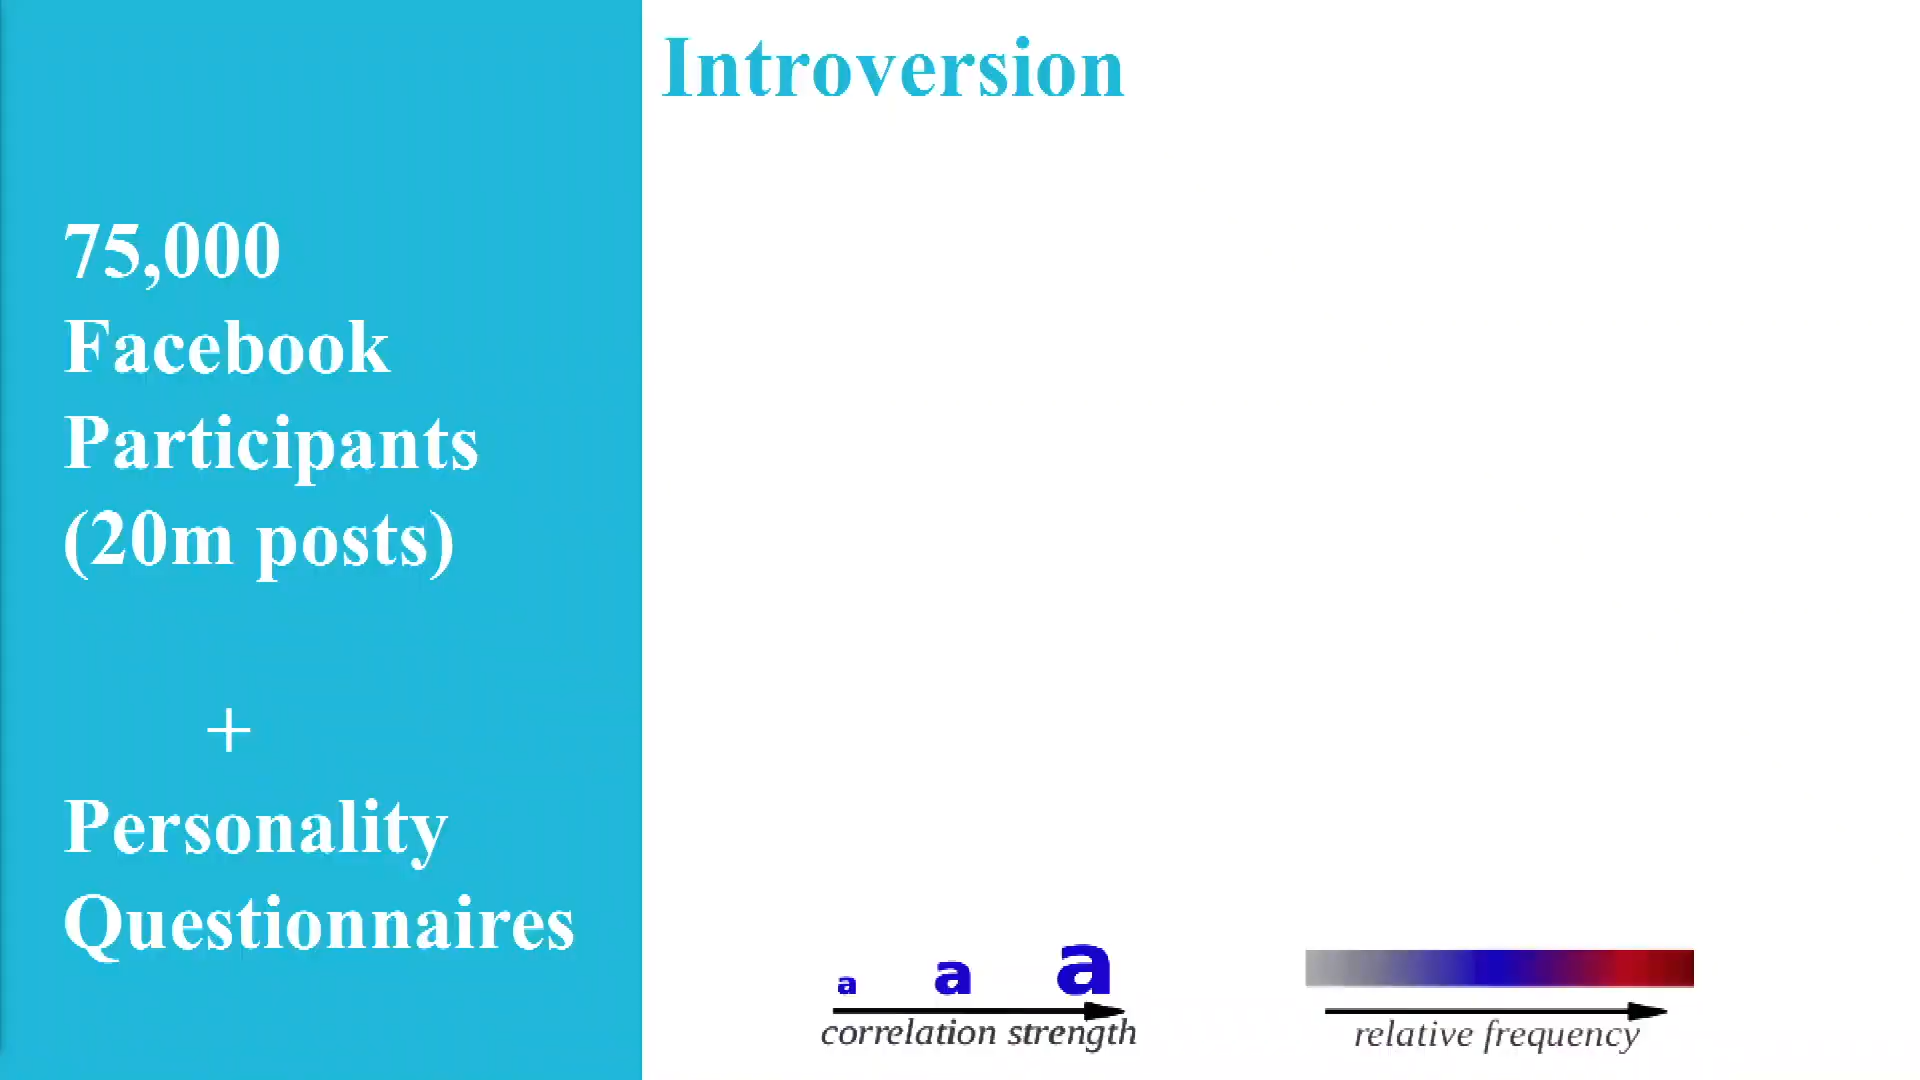 Introversion
75,000
Facebook
Participants
(20m posts)
+
Personality
Questionnaires
a a a
correlation strength
relative frequency